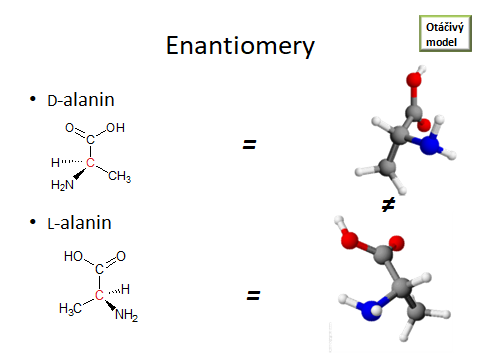 Enantiomery
Otáčivý
model
• D-alanin
O
OH
C
H
C
H₂N
CH₃
=
≠
• L-alanin
HO
O
C
C
H
H₃C
NH₂
=